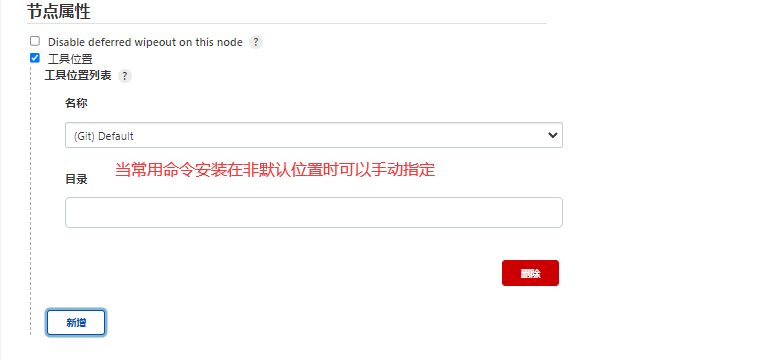 节点属性
Disable deferred wipeout on this node ?
工具位置
工具位置列表 ?
名称
(Git) Default
当常用命令安装在非默认位置时可以手动指定
目录
删除
新增